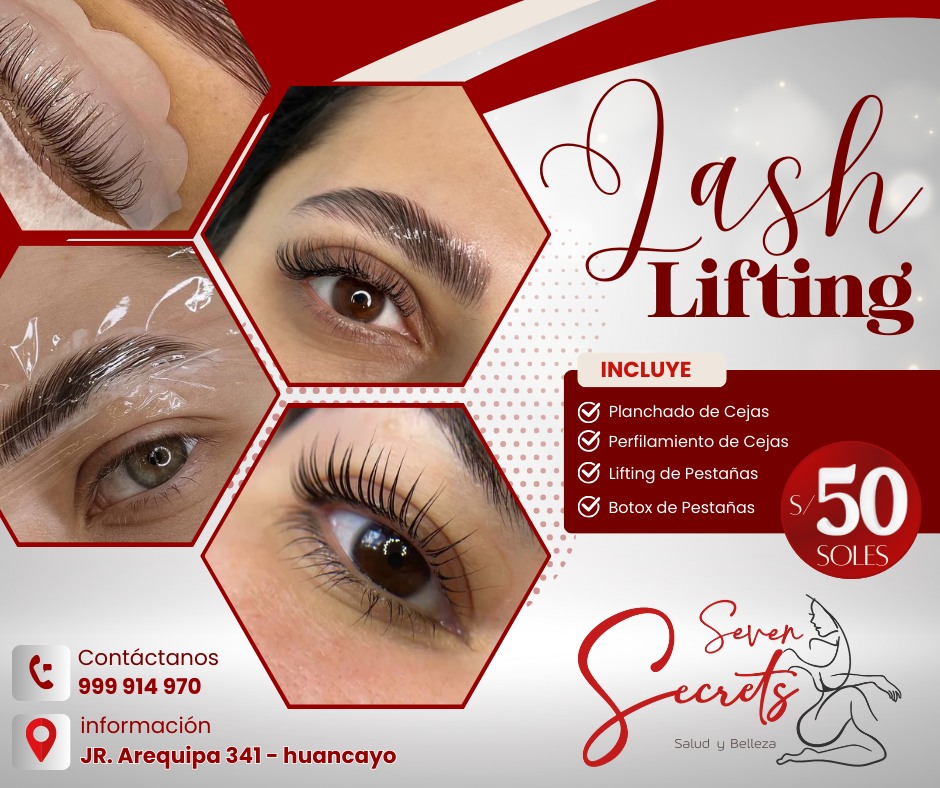 Lash
Lifting
INCLUYE
Planchado de Cejas
Perfilamiento de Cejas
Lifting de Pestañas
Botox de Pestañas
S/50
SOLES
Seven
Secrets
Salud y Belleza
Contáctanos
999 914 970
información
JR. Arequipa 341 - huancayo